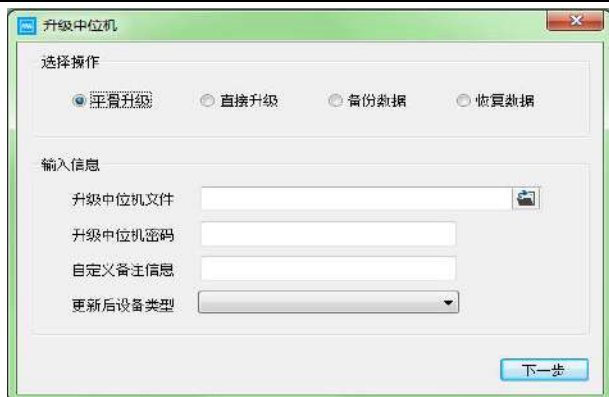 升级中位机
选择操作
平滑升级 直接升级 备份数据 恢复数据
输入信息
升级中位机文件
升级中位机密码
自定义备注信息
更新后设备类型
下一步